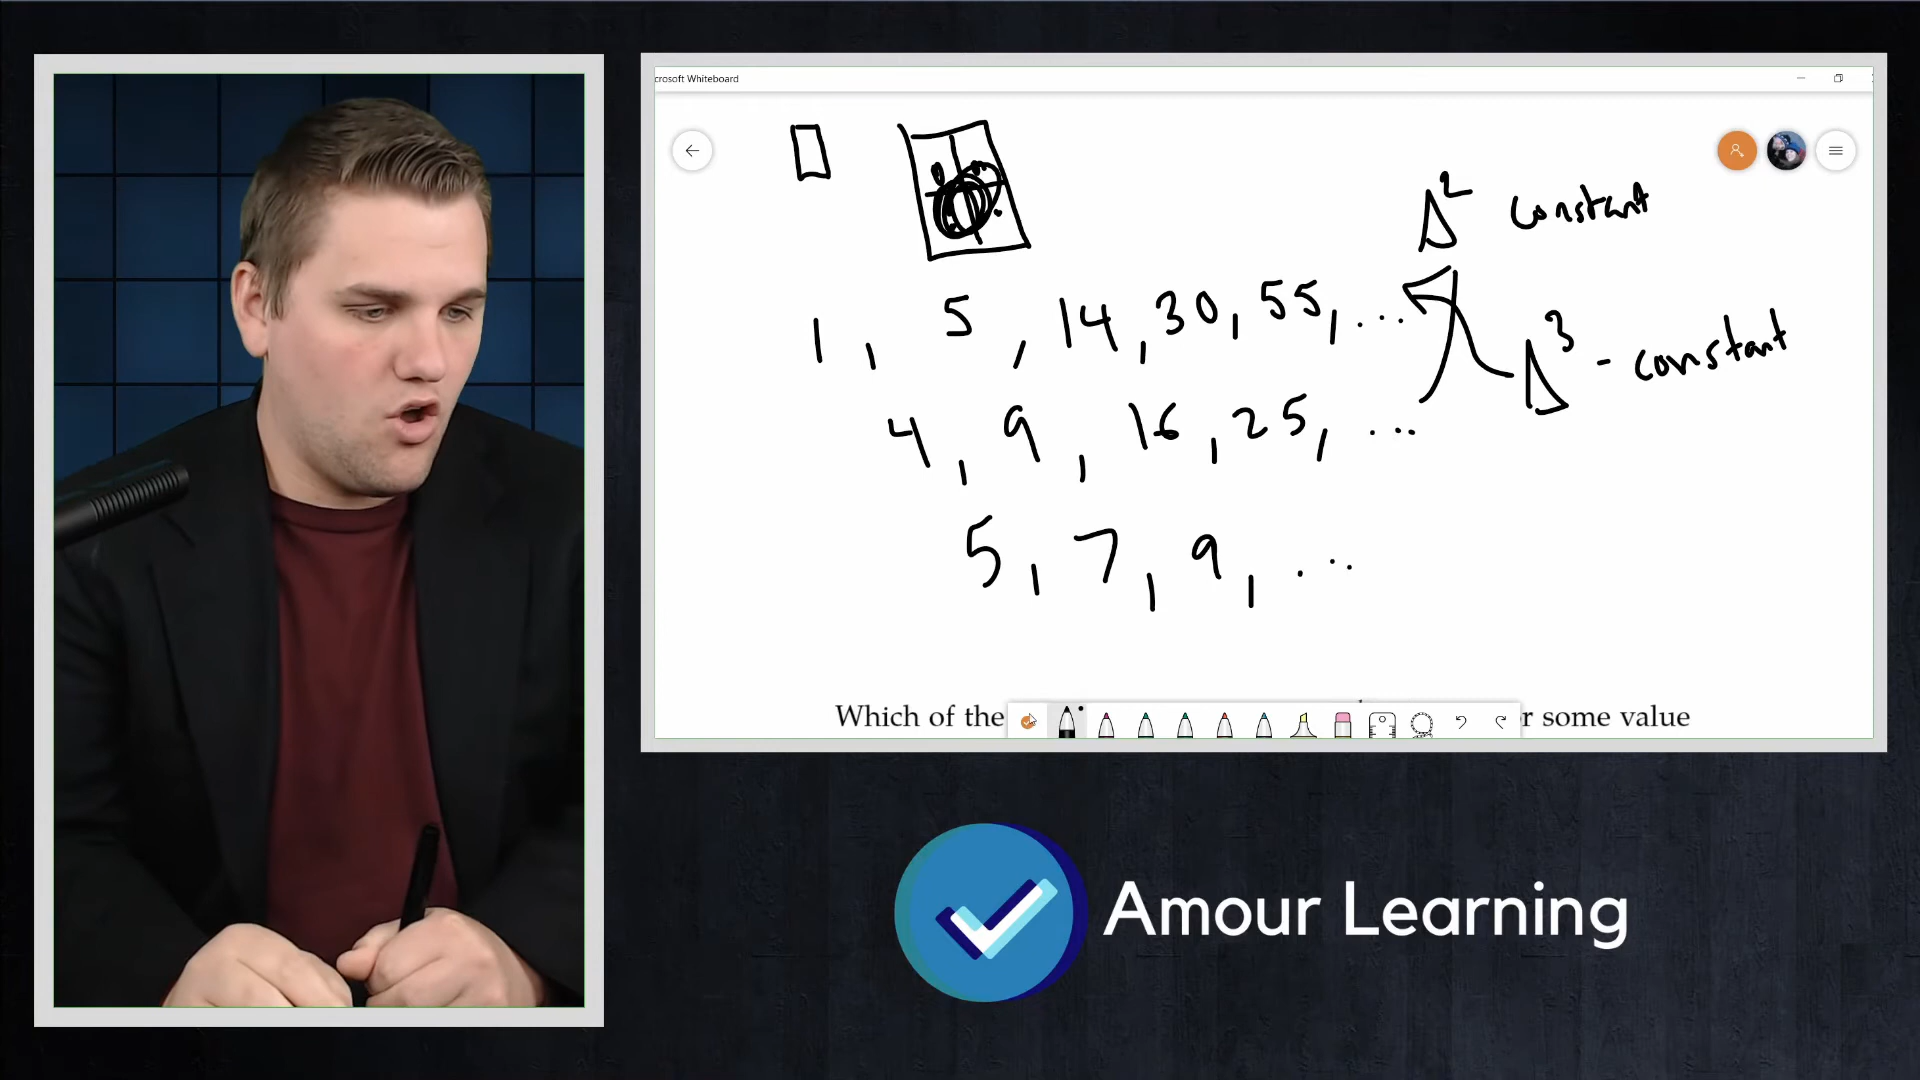 crosoft Whiteboard
Δ² constant
1, 5, 14, 30, 55, ...
Δ³ - constant
4, 9, 16, 25, ...
5, 7, 9, ...
Which of the
r some value
Amour Learning